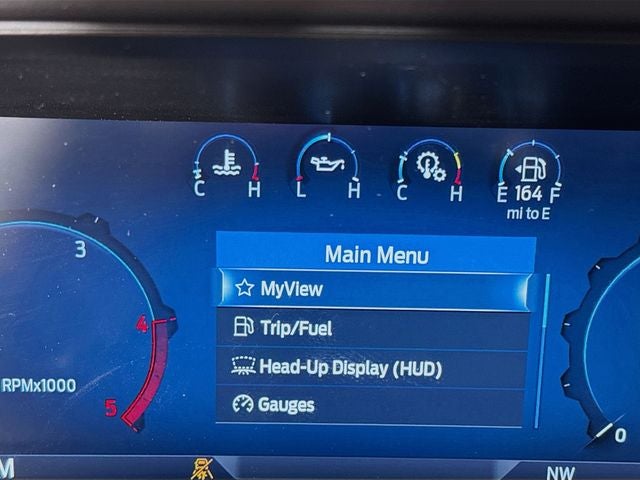 C H L H C H E 164 F
mi to E
3
Main Menu
MyView
4
Trip/Fuel
Head-Up Display (HUD)
RPMx1000
5
Gauges
0
M
NW